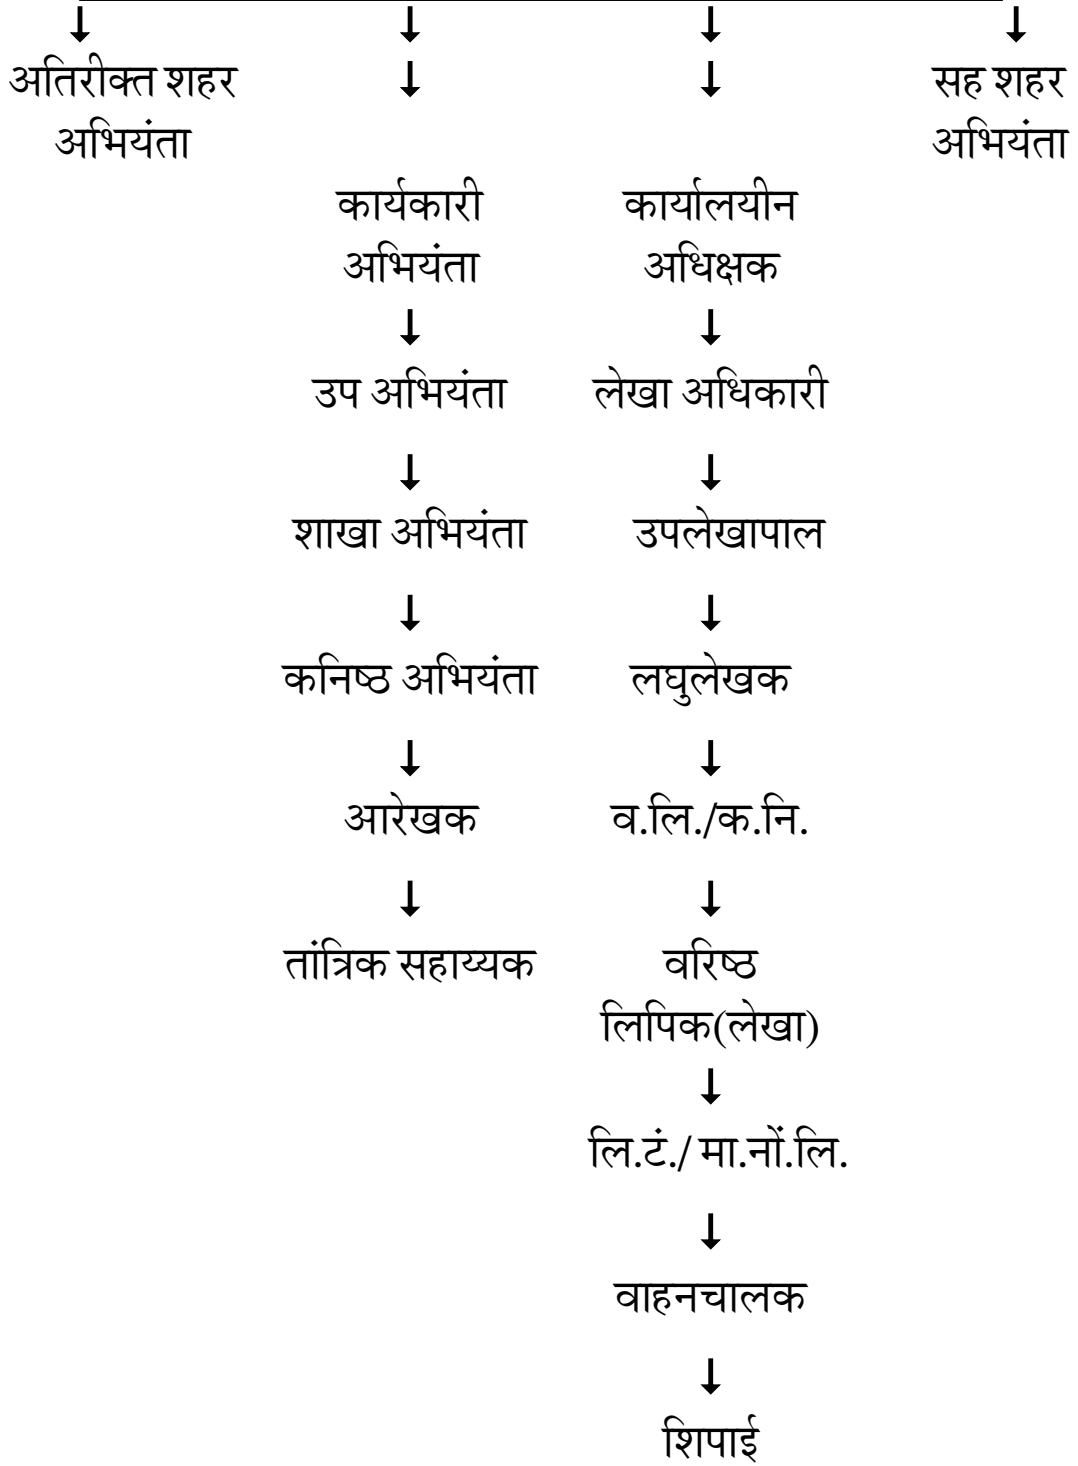 अतिरीक्त शहर
अभियंता
सह शहर
अभियंता
कार्यकारी
अभियंता
कार्यालयीन
अधिक्षक
उप अभियंता
लेखा अधिकारी
शाखा अभियंता
उपलेखापाल
कनिष्ठ अभियंता
लघुलेखक
आरेखक
व.लि./क.नि.
तांत्रिक सहाय्यक
वरिष्ठ
लिपिक(लेखा)
लि.टं./ मा.नों.लि.
वाहनचालक
शिपाई